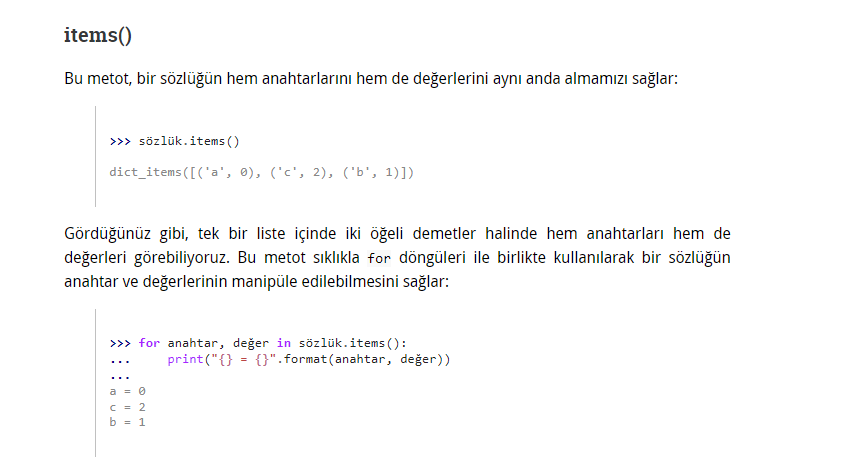 items()
Bu metot, bir sözlüğün hem anahtarlarını hem de değerlerini aynı anda almamızı sağlar:
>>> sözlük.items()
dict_items([('a', 0), ('c', 2), ('b', 1)])
Gördüğünüz gibi, tek bir liste içinde iki öğeli demetler halinde hem anahtarları hem de
değerleri görebiliyoruz. Bu metot sıklıkla for döngüleri ile birlikte kullanılarak bir sözlüğün
anahtar ve değerlerinin manipüle edilebilmesini sağlar:
>>> for anahtar, değer in sözlük.items():
...     print("{} = {}".format(anahtar, değer))
...
a = 0
c = 2
b = 1